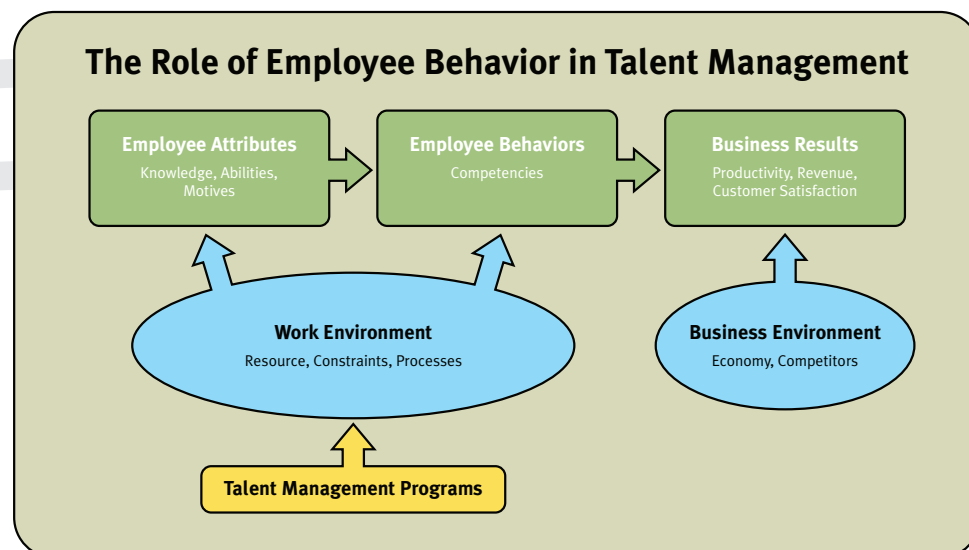 The Role of Employee Behavior in Talent Management
Employee Attributes
Knowledge, Abilities,
Motives
Employee Behaviors
Competencies
Business Results
Productivity, Revenue,
Customer Satisfaction
Work Environment
Resource, Constraints, Processes
Business Environment
Economy, Competitors
Talent Management Programs